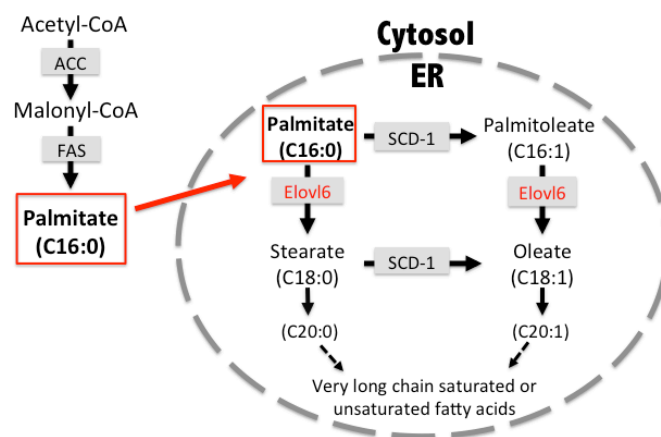 Acetyl-CoA
ACC
Malonyl-CoA
FAS
Palmitate
(C16:0)
Cytosol
ER
Palmitate
(C16:0)
SCD-1
Palmitoleate
(C16:1)
Elovl6
Elovl6
Stearate
(C18:0)
SCD-1
Oleate
(C18:1)
(C20:0)
(C20:1)
Very long chain saturated or
unsaturated fatty acids